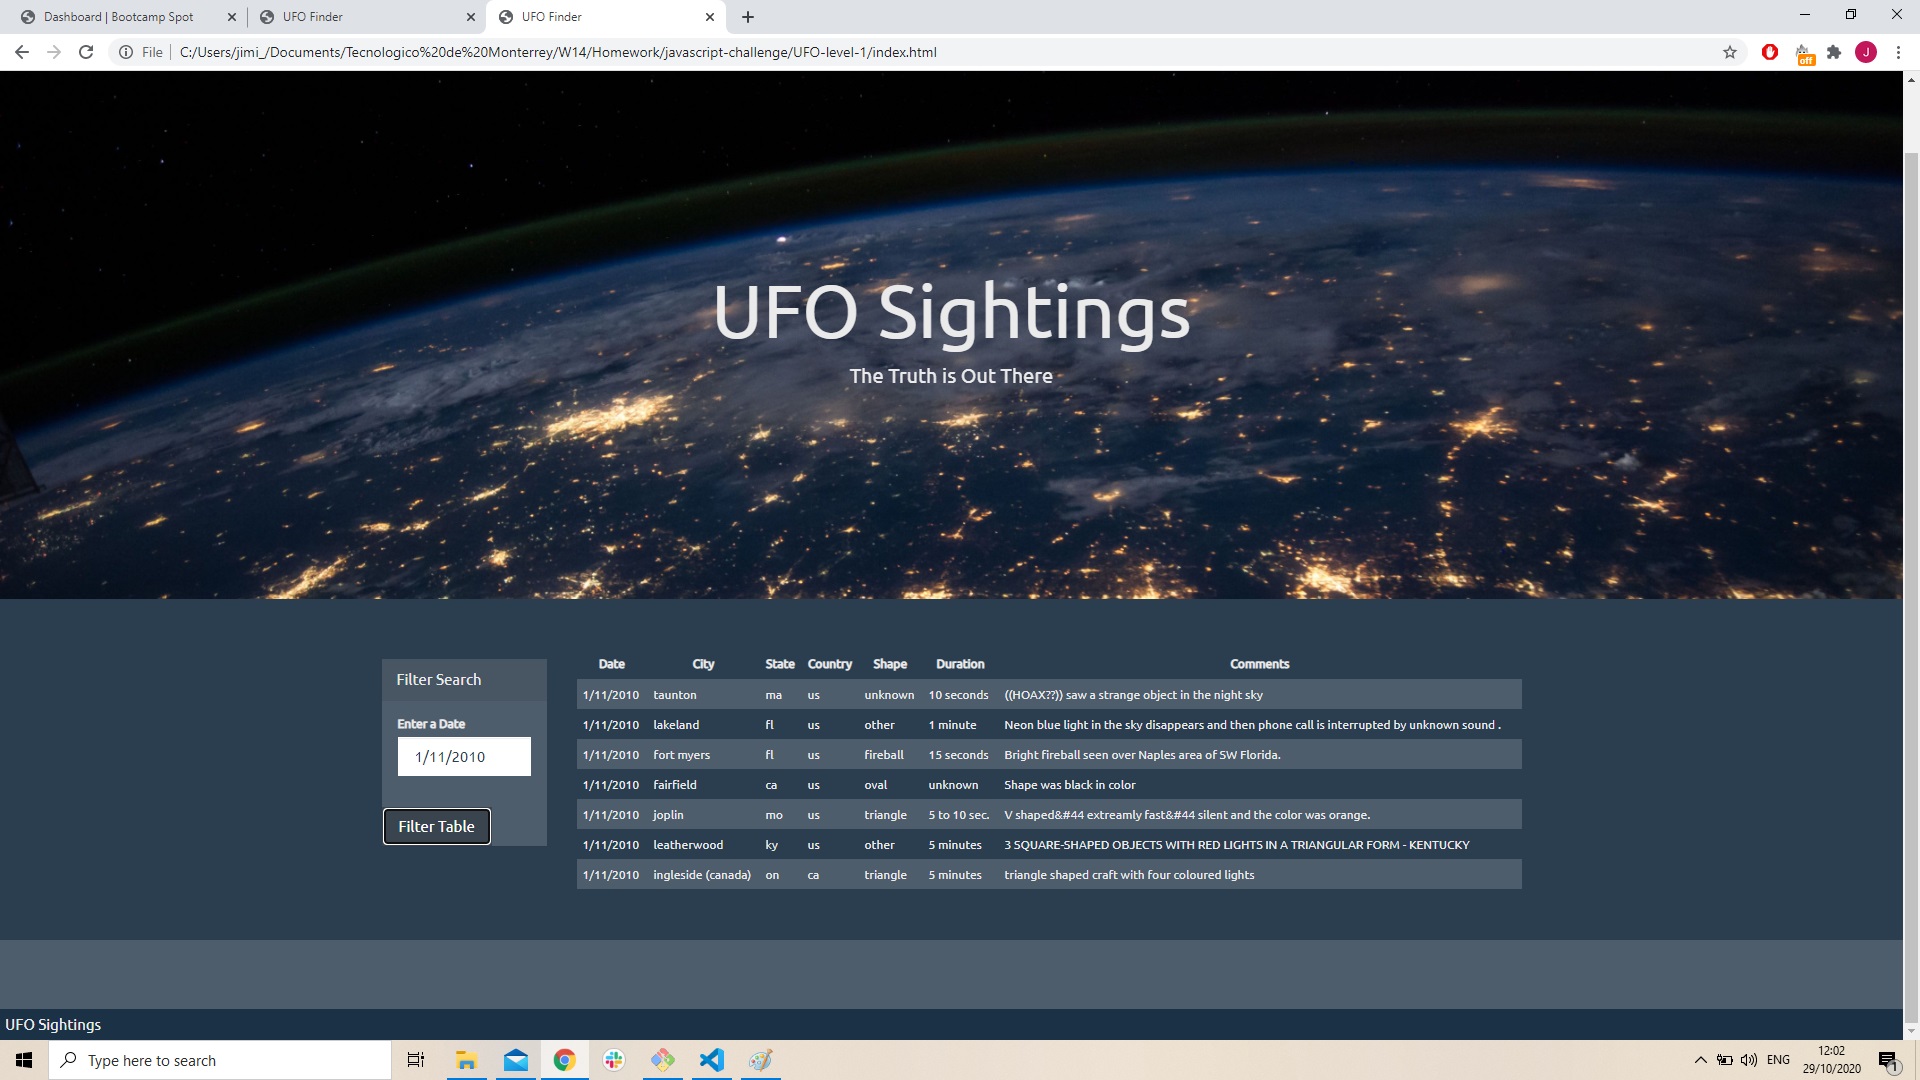 Dashboard | Bootcamp Spot
UFO Finder
UFO Finder
File
C:/Users/jimi_/Documents/Tecnologico%20de%20Monterrey/W14/Homework/javascript-challenge/UFO-level-1/index.html
off
J
UFO Sightings
The Truth is Out There
Filter Search
Enter a Date
1/11/2010
Filter Table
Date City State Country Shape Duration Comments
1/11/2010 taunton ma us unknown 10 seconds ((HOAX??)) saw a strange object in the night sky
1/11/2010 lakeland fl us other 1 minute Neon blue light in the sky disappears and then phone call is interrupted by unknown sound .
1/11/2010 fort myers fl us fireball 15 seconds Bright fireball seen over Naples area of SW Florida.
1/11/2010 fairfield ca us oval unknown Shape was black in color
1/11/2010 joplin mo us triangle 5 to 10 sec. V shaped&#44 extreamly fast&#44 silent and the color was orange.
1/11/2010 leatherwood ky us other 5 minutes 3 SQUARE-SHAPED OBJECTS WITH RED LIGHTS IN A TRIANGULAR FORM - KENTUCKY
1/11/2010 ingleside (canada) on ca triangle 5 minutes triangle shaped craft with four coloured lights
UFO Sightings
Type here to search
ENG
12:02
29/10/2020
1